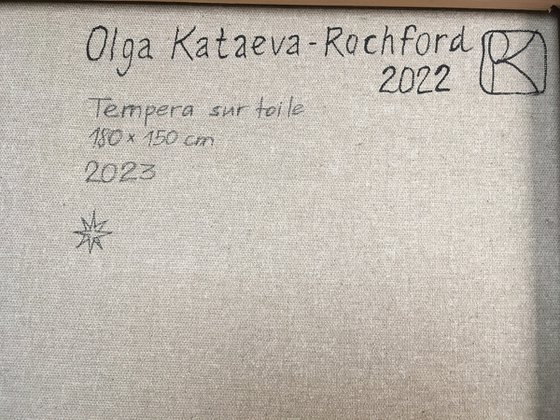 Olga Kataeva-Rochford
2022
Tempera sur toile
180 × 150 cm
2023